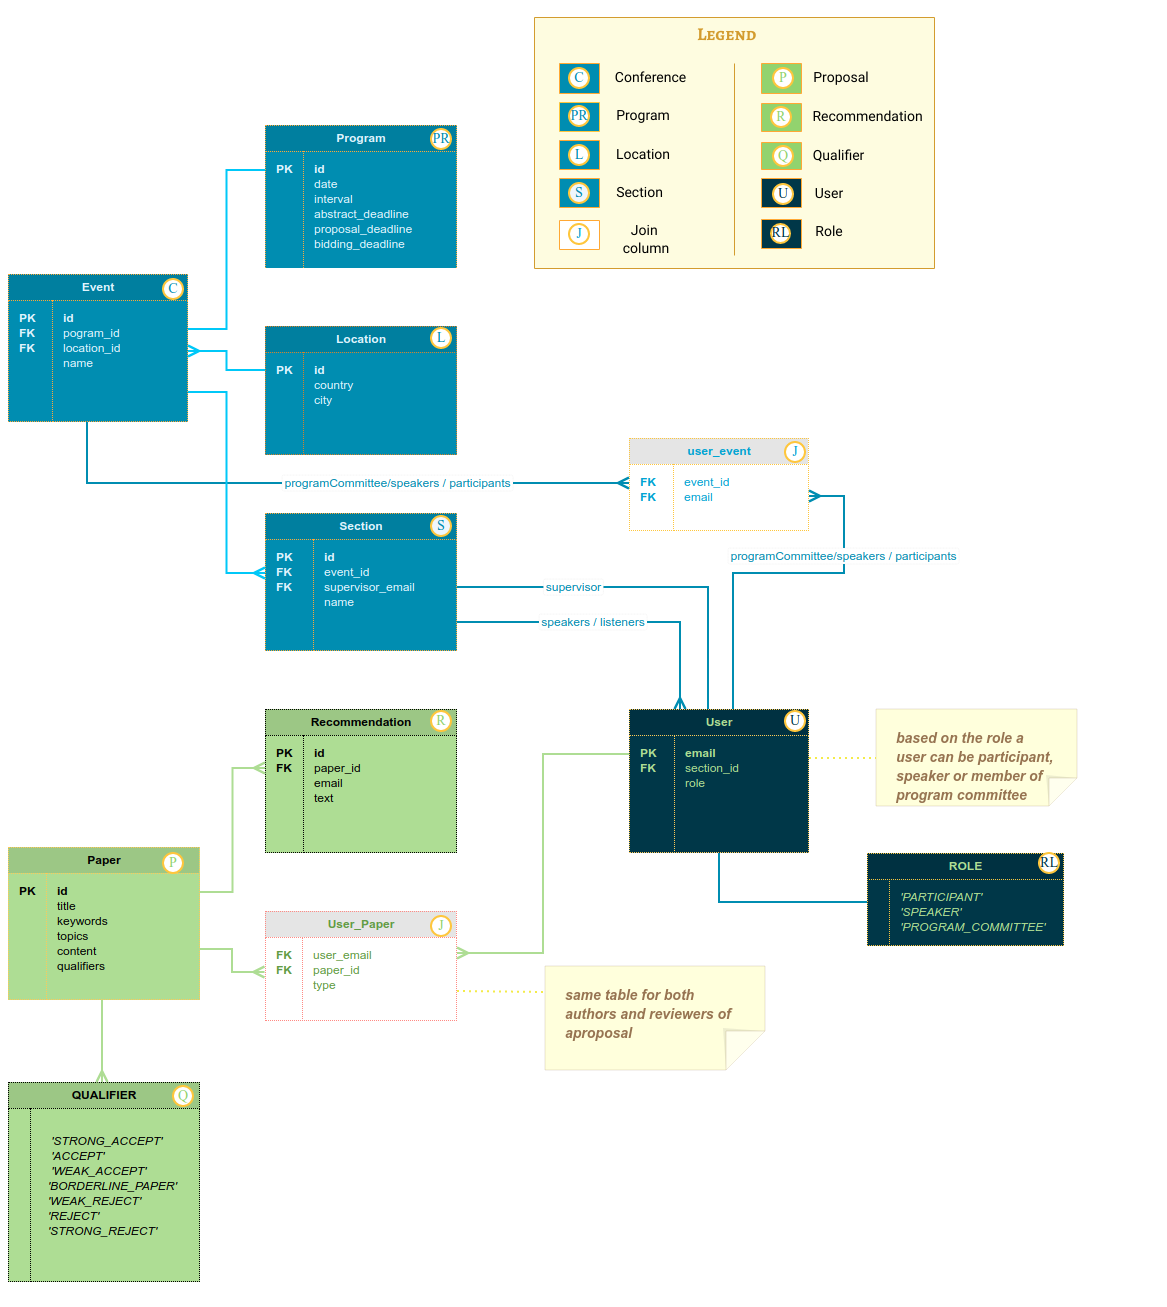 LEGEND
C Conference
PR Program
L Location
S Section
J Join
column
P Proposal
R Recommendation
Q Qualifier
U User
RL Role
Program PR
PK id
date
interval
abstract_deadline
proposal_deadline
bidding_deadline
Event C
PK id
FK pogram_id
FK location_id
name
Location L
PK id
country
city
user_event J
FK event_id
FK email
programCommittee/speakers / participants
Section S
PK id
FK event_id
FK supervisor_email
name
programCommittee/speakers / participants
supervisor
speakers / listeners
Recommendation R
PK id
FK paper_id
email
text
User U
PK email
FK section_id
role
based on the role a
user can be participant,
speaker or member of
program committee
Paper P
PK id
title
keywords
topics
content
qualifiers
ROLE RL
'PARTICIPANT'
'SPEAKER'
'PROGRAM_COMMITTEE'
User_Paper J
FK user_email
FK paper_id
type
same table for both
authors and reviewers of
aproposal
QUALIFIER Q
'STRONG_ACCEPT'
'ACCEPT'
'WEAK_ACCEPT'
'BORDERLINE_PAPER'
'WEAK_REJECT'
'REJECT'
'STRONG_REJECT'